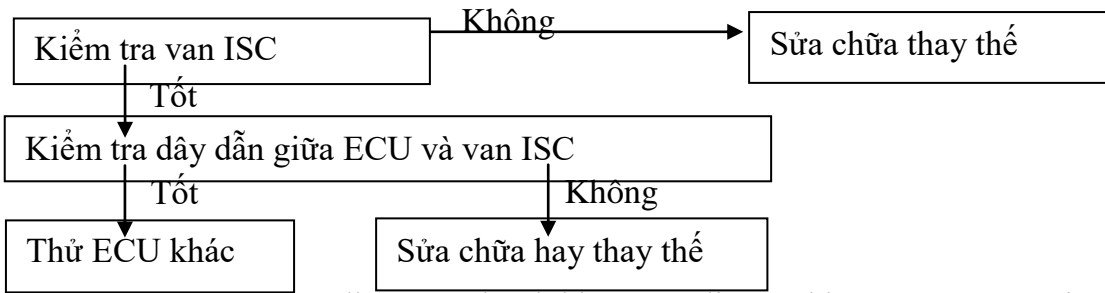 Không
Kiểm tra van ISC
Sửa chữa thay thế
Tốt
Kiểm tra dây dẫn giữa ECU và van ISC
Tốt
Không
Thử ECU khác
Sửa chữa hay thay thế